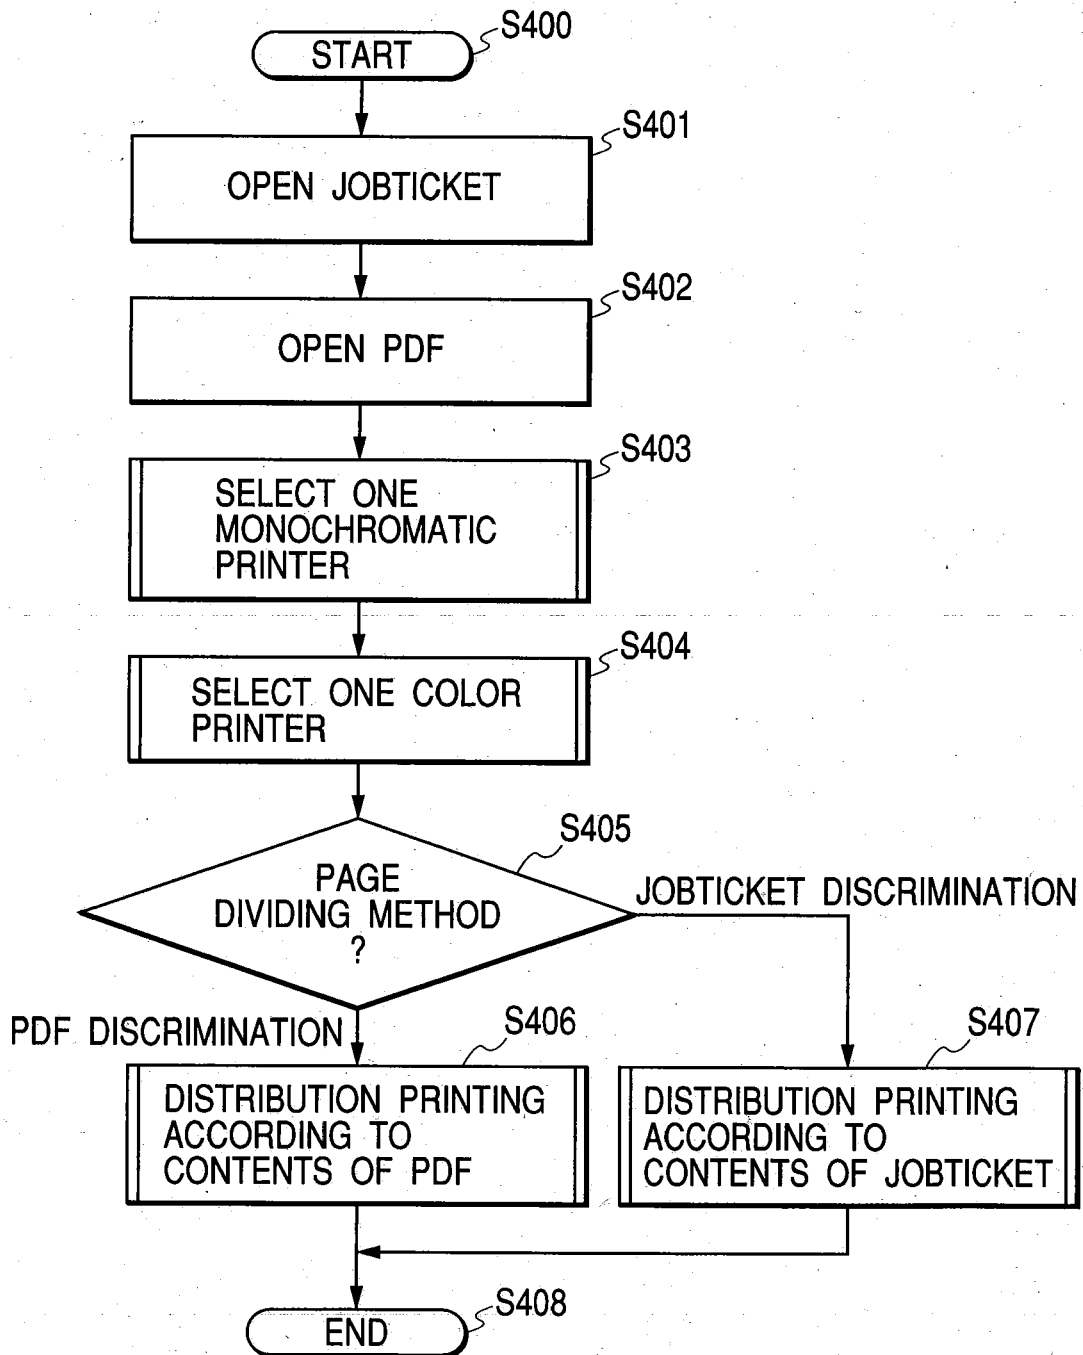 S400
START
S401
OPEN JOBTICKET
S402
OPEN PDF
S403
SELECT ONE
MONOCHROMATIC
PRINTER
S404
SELECT ONE COLOR
PRINTER
S405
PAGE
DIVIDING METHOD
?
JOBTICKET DISCRIMINATION
PDF DISCRIMINATION
S406
DISTRIBUTION PRINTING
ACCORDING TO
CONTENTS OF PDF
S407
DISTRIBUTION PRINTING
ACCORDING TO
CONTENTS OF JOBTICKET
S408
END